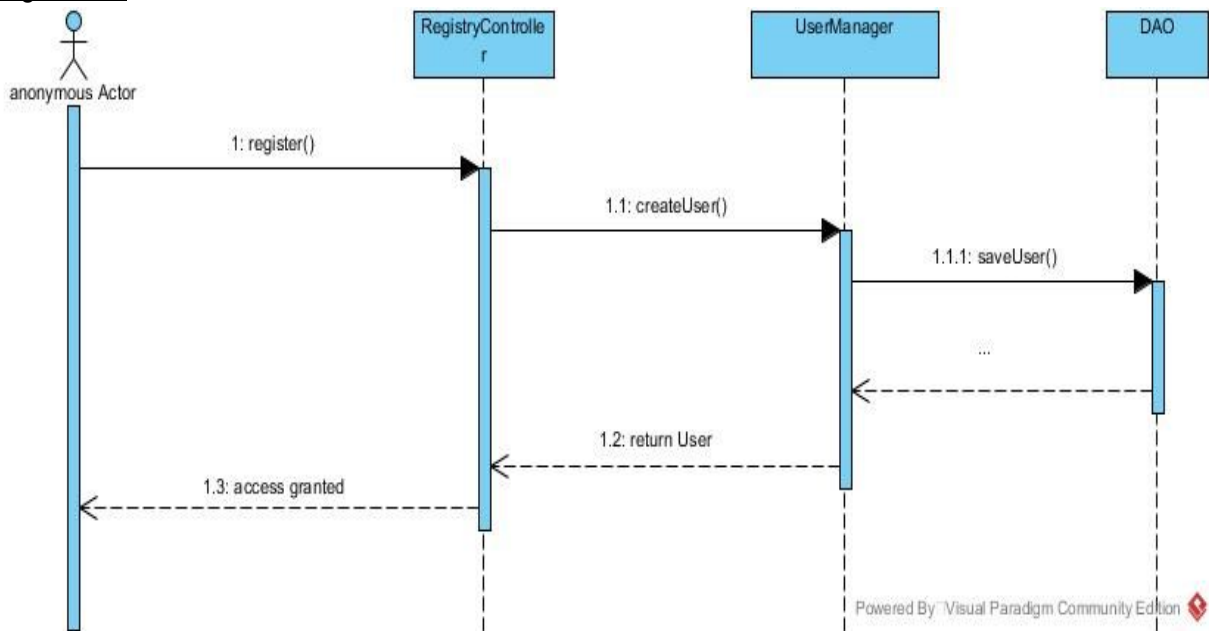 RegistryControlle
r
UserManager
DAO
anonymous Actor
1: register()
1.1: createUser()
1.1.1: saveUser()
...
1.2: return User
1.3: access granted
Powered By Visual Paradigm Community Edition